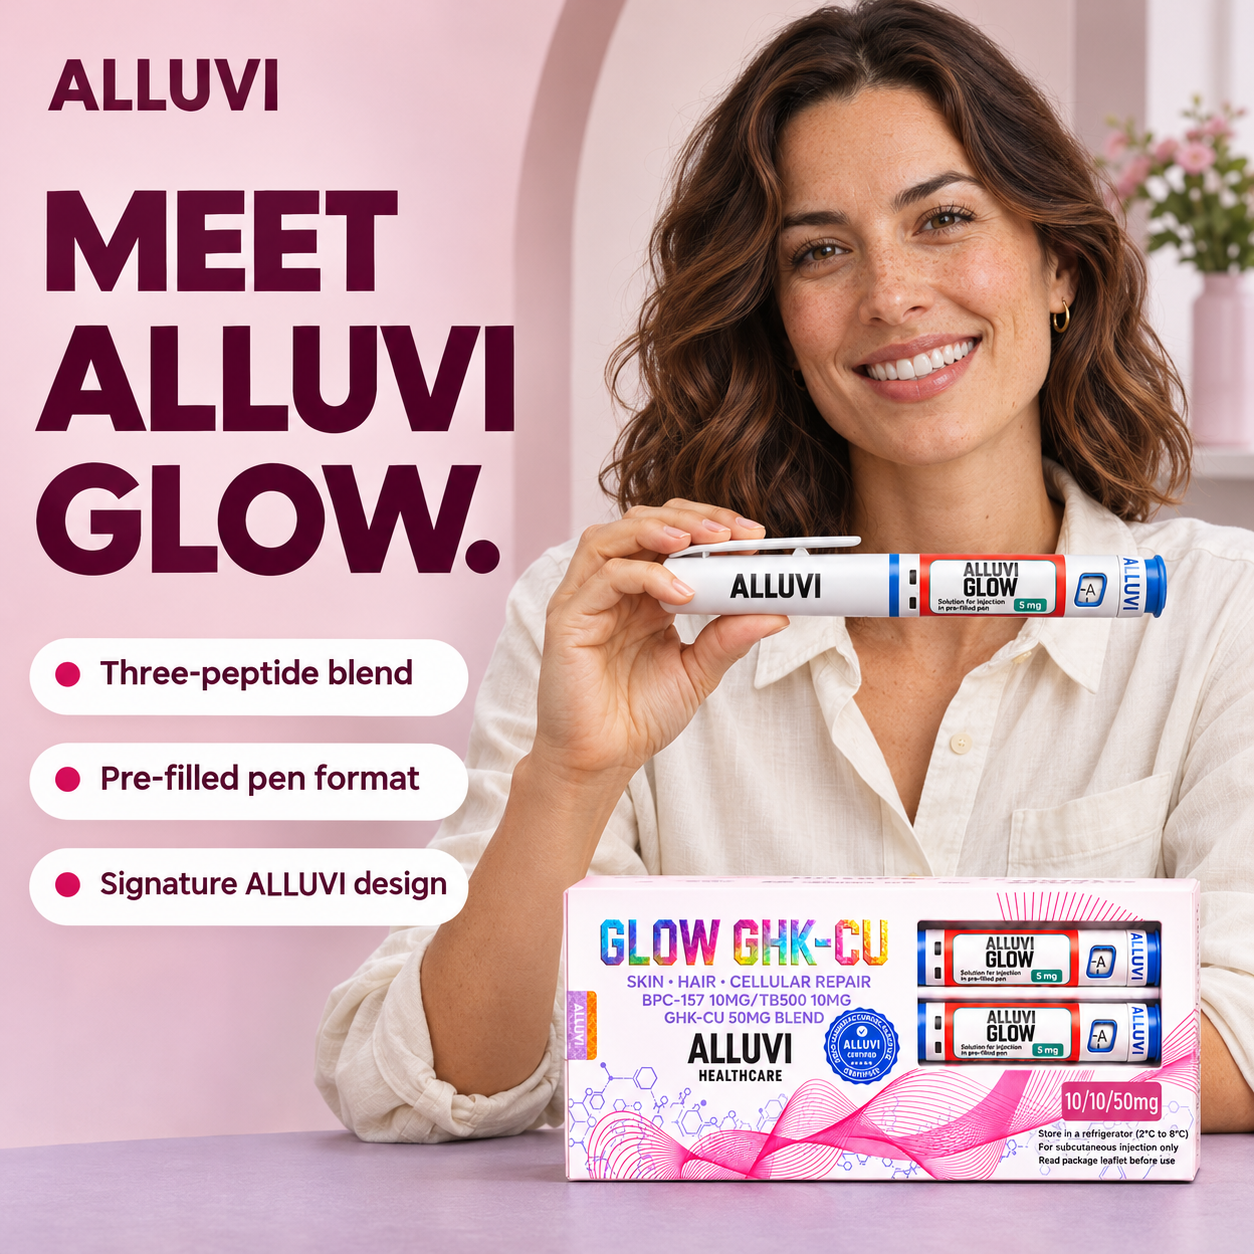 ALLUVI
MEET
ALLUVI
GLOW.
Three-peptide blend
Pre-filled pen format
Signature ALLUVI design
ALLUVI
ALLUVI
GLOW
Solution for injection
in pre-filled pen
5 mg
A
ALLUVI
GLOW GHK-CU
SKIN • HAIR • CELLULAR REPAIR
BPC-157 10MG/TB500 10MG
GHK-CU 50MG BLEND
ALLUVI
HEALTHCARE
ALLUVI
ALLUVI
CERTIFIED
ALLUVI
GLOW
Solution for injection
in pre-filled pen
5 mg
A
ALLUVI
ALLUVI
GLOW
Solution for injection
in pre-filled pen
5 mg
A
ALLUVI
10/10/50mg
Store in a refrigerator (2°C to 8°C)
For subcutaneous injection only
Read package leaflet before use